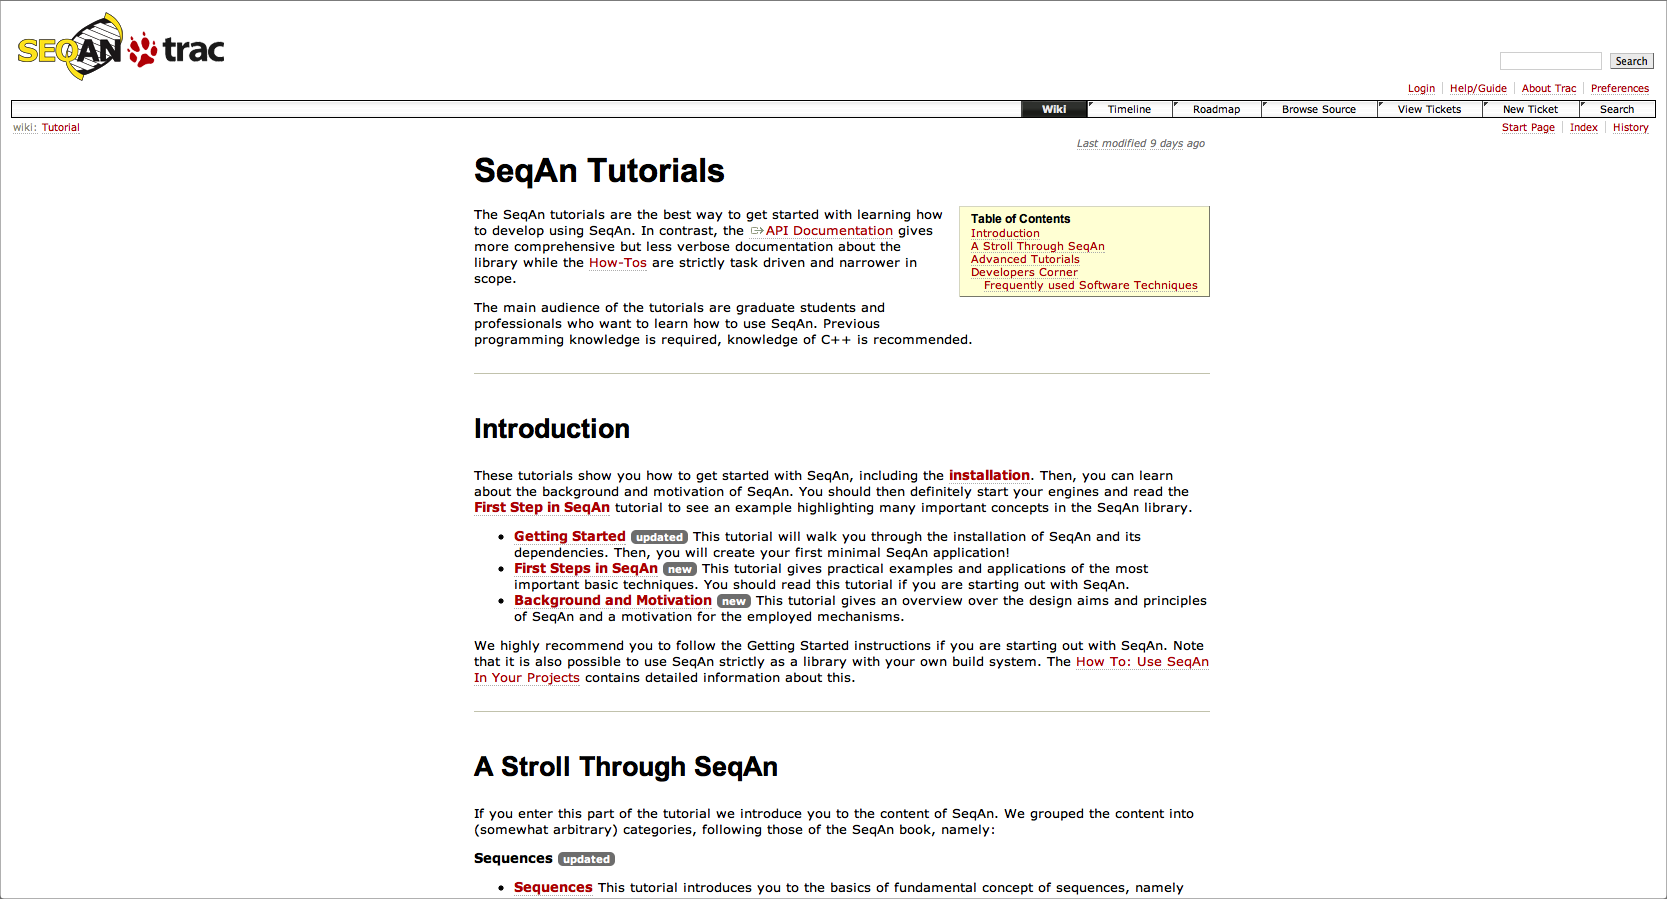 SEQAN trac
Search
Login Help/Guide About Trac Preferences
Wiki Timeline Roadmap Browse Source View Tickets New Ticket Search
wiki: Tutorial
Start Page Index History
Last modified 9 days ago
SeqAn Tutorials
The SeqAn tutorials are the best way to get started with learning how
to develop using SeqAn. In contrast, the API Documentation gives
more comprehensive but less verbose documentation about the
library while the How-Tos are strictly task driven and narrower in
scope.
Table of Contents
Introduction
A Stroll Through SeqAn
Advanced Tutorials
Developers Corner
Frequently used Software Techniques
The main audience of the tutorials are graduate students and
professionals who want to learn how to use SeqAn. Previous
programming knowledge is required, knowledge of C++ is recommended.
Introduction
These tutorials show you how to get started with SeqAn, including the installation. Then, you can learn
about the background and motivation of SeqAn. You should then definitely start your engines and read the
First Step in SeqAn tutorial to see an example highlighting many important concepts in the SeqAn library.
• Getting Started updated This tutorial will walk you through the installation of SeqAn and its
dependencies. Then, you will create your first minimal SeqAn application!
• First Steps in SeqAn new This tutorial gives practical examples and applications of the most
important basic techniques. You should read this tutorial if you are starting out with SeqAn.
• Background and Motivation new This tutorial gives an overview over the design aims and principles
of SeqAn and a motivation for the employed mechanisms.
We highly recommend you to follow the Getting Started instructions if you are starting out with SeqAn. Note
that it is also possible to use SeqAn strictly as a library with your own build system. The How To: Use SeqAn
In Your Projects contains detailed information about this.
A Stroll Through SeqAn
If you enter this part of the tutorial we introduce you to the content of SeqAn. We grouped the content into
(somewhat arbitrary) categories, following those of the SeqAn book, namely:
Sequences updated
• Sequences This tutorial introduces you to the basics of fundamental concept of sequences, namely